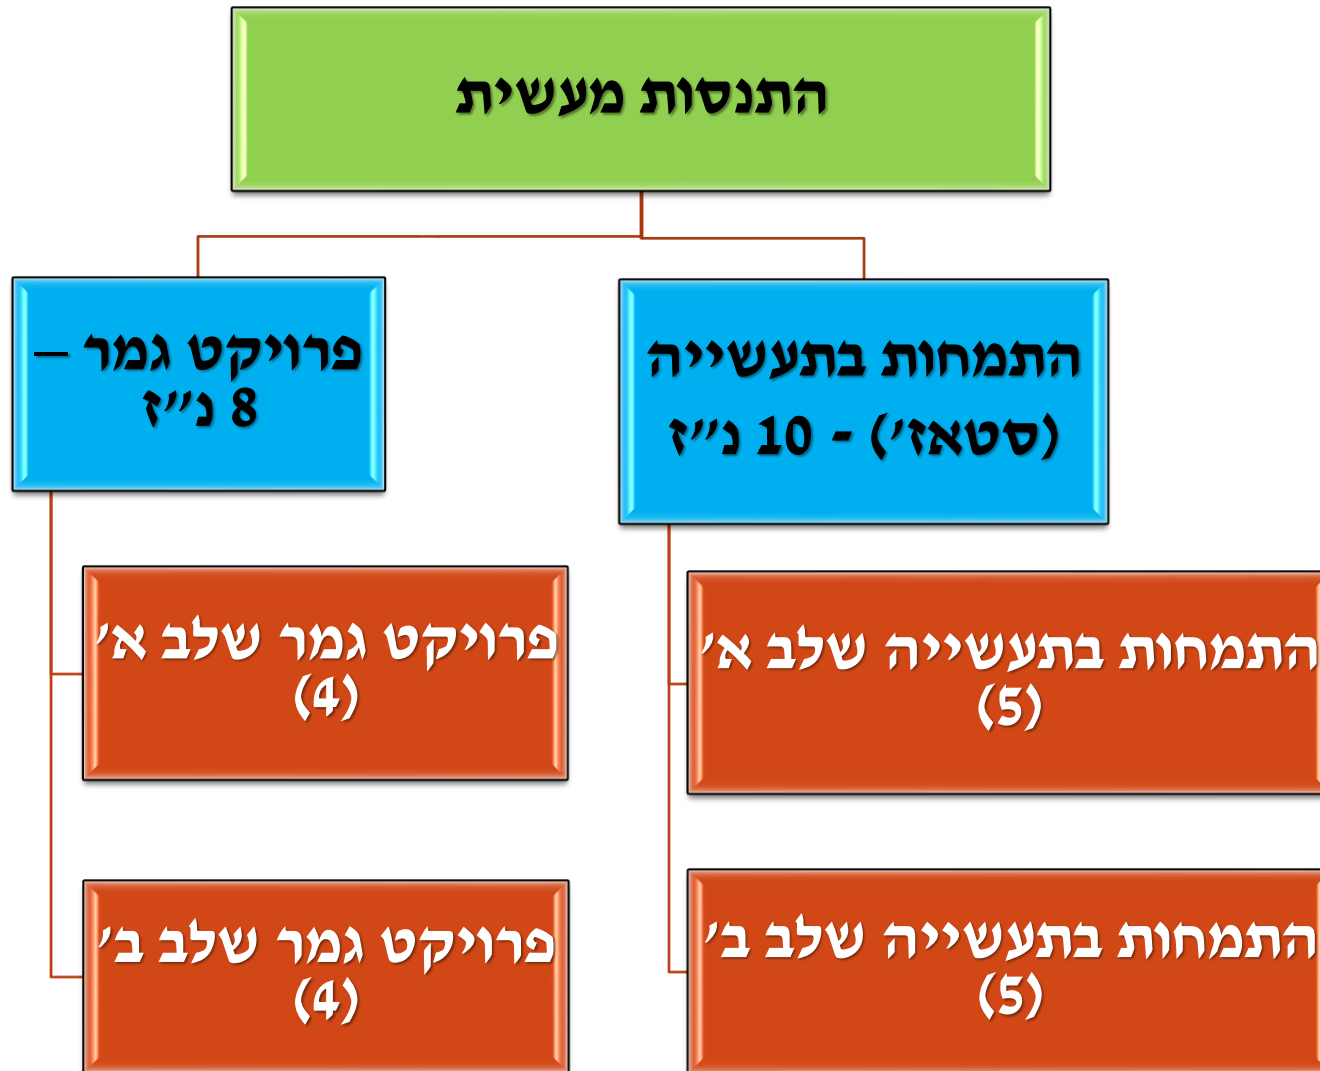 התנסות מעשית
התמחות בתעשייה
(סטאז') - 10 נ"ז
התמחות בתעשייה שלב א'
(5)
התמחות בתעשייה שלב ב'
(5)
פרויקט גמר –
8 נ"ז
פרויקט גמר שלב א'
(4)
פרויקט גמר שלב ב'
(4)